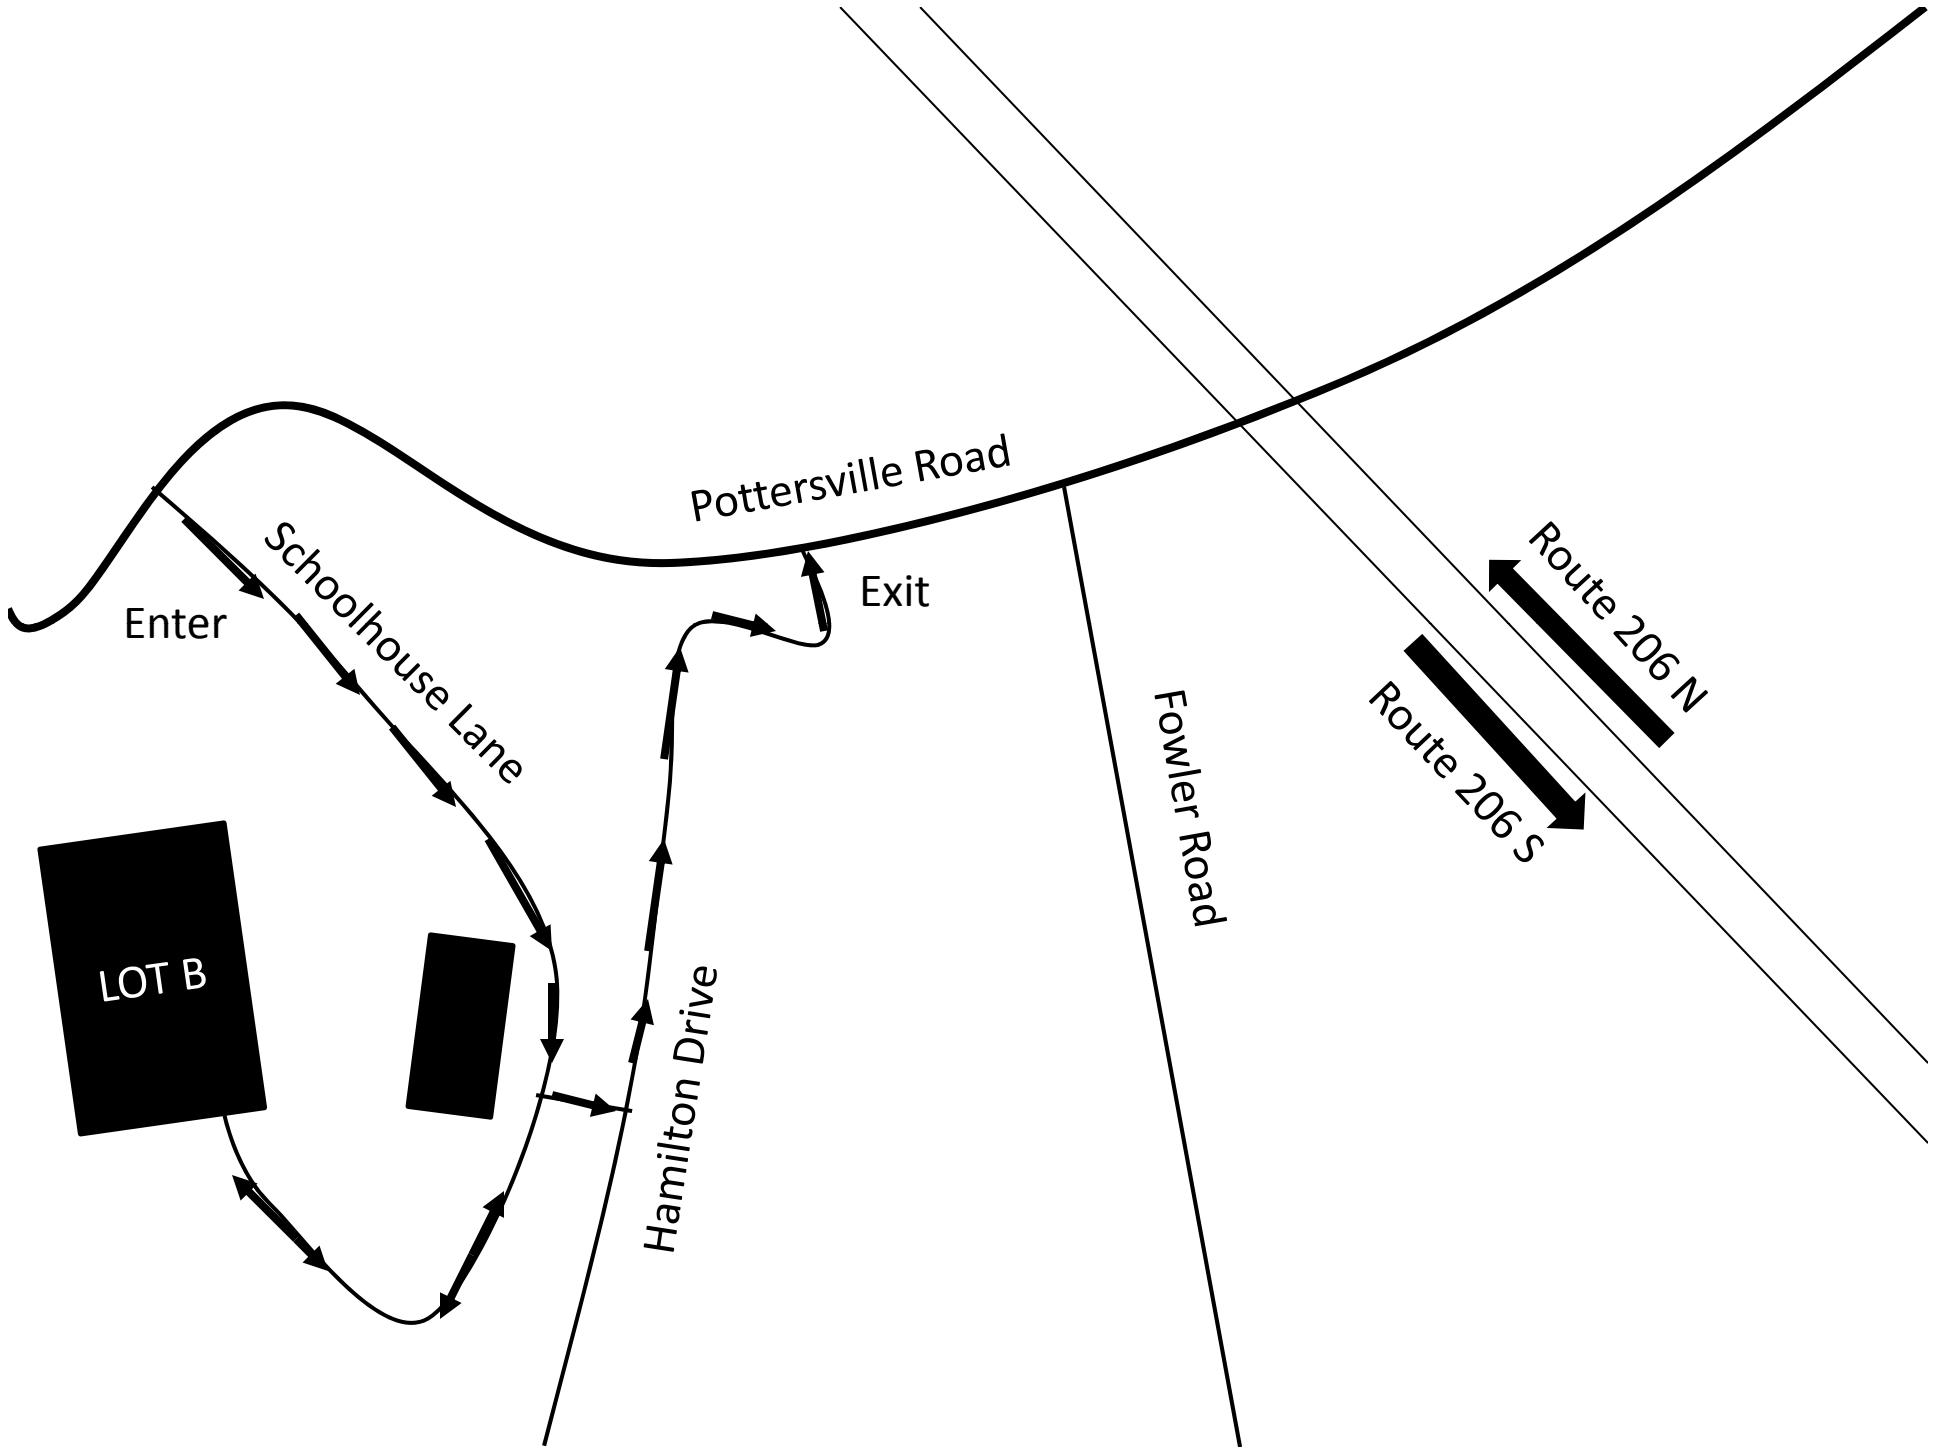 Pottersville Road
Schoolhouse Lane
Enter
Exit
Route 206 N
Route 206 S
Fowler Road
LOT B
Hamilton Drive